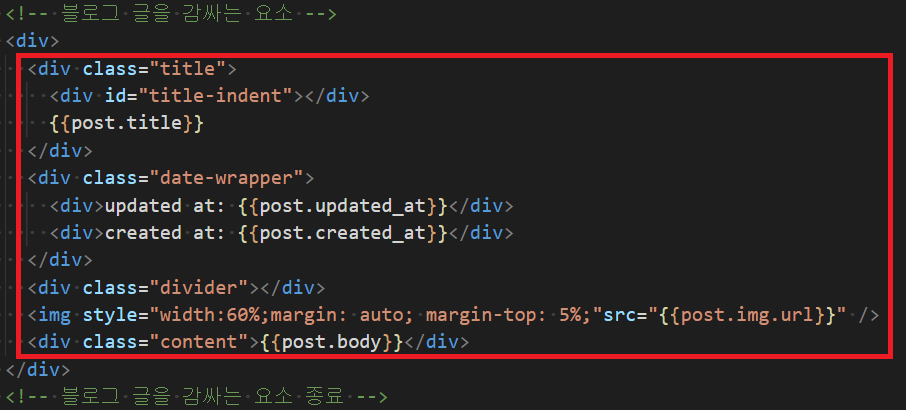 <!-- 블로그 글을 감싸는 요소 -->
<div>
<div class="title">
<div id="title-indent"></div>
{{post.title}}
</div>
<div class="date-wrapper">
<div>updated at: {{post.updated_at}}</div>
<div>created at: {{post.created_at}}</div>
</div>
<div class="divider"></div>
<img style="width:60%;margin: auto; margin-top: 5%;"src="{{post.img.url}}" />
<div class="content">{{post.body}}</div>
</div>
<!-- 블로그 글을 감싸는 요소 종료 -->